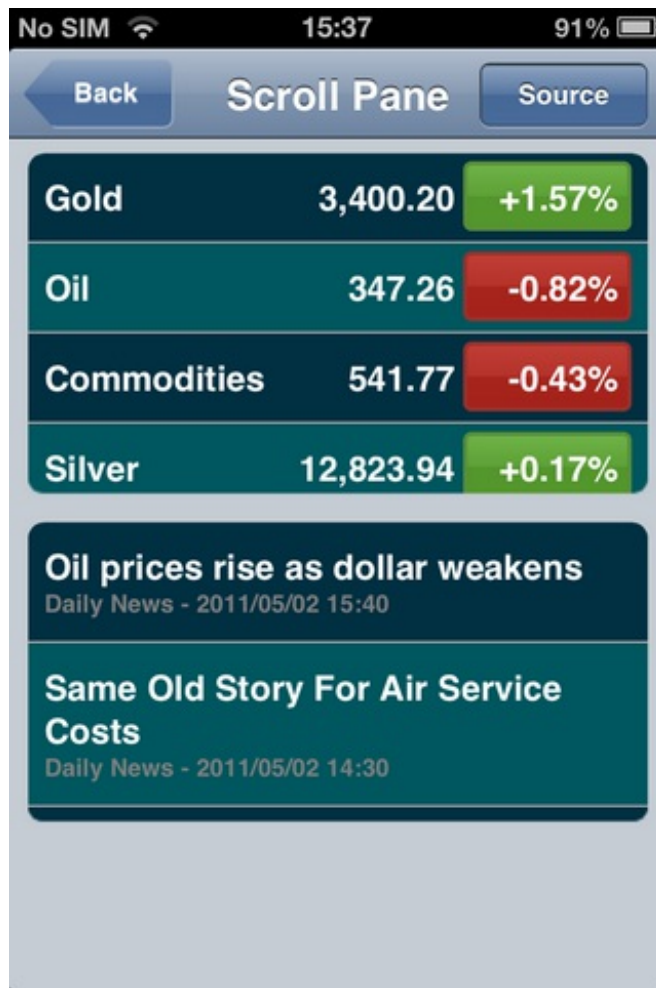 No SIM 15:37 91%
Back Scroll Pane Source
Gold 3,400.20 +1.57%
Oil 347.26 -0.82%
Commodities 541.77 -0.43%
Silver 12,823.94 +0.17%
Oil prices rise as dollar weakens
Daily News - 2011/05/02 15:40
Same Old Story For Air Service
Costs
Daily News - 2011/05/02 14:30